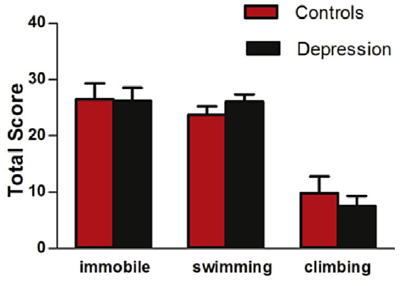 Controls
Depression
Total Score
40
30
20
10
0
immobile swimming climbing